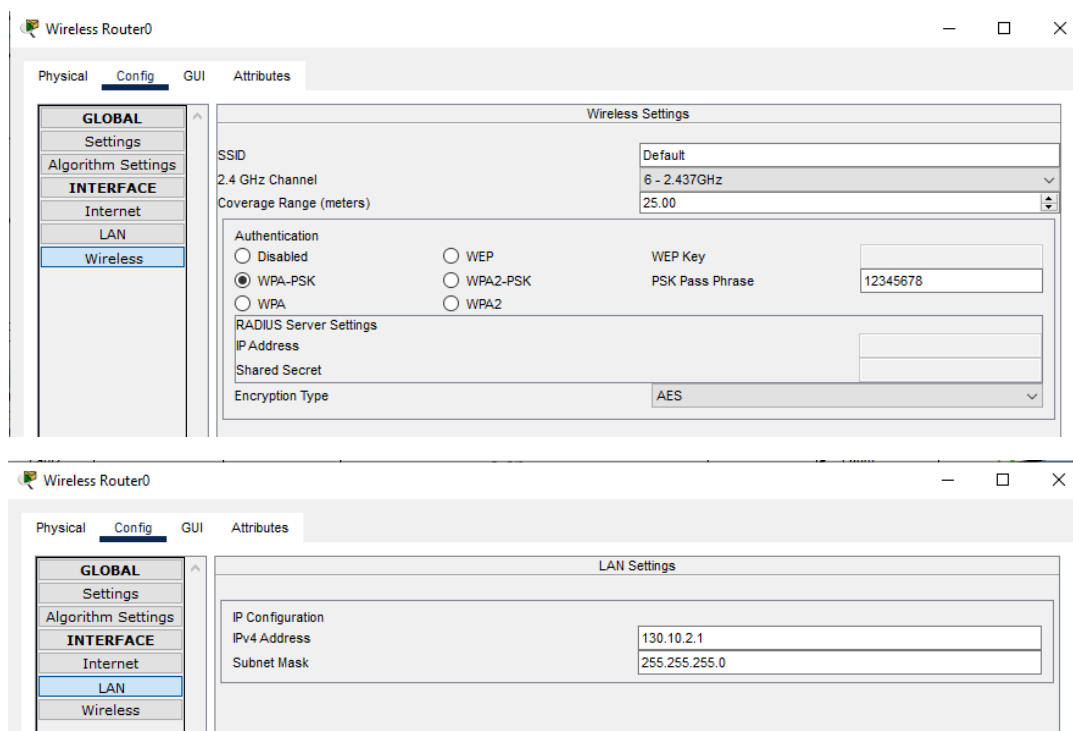 Wireless Router0
Physical Config GUI Attributes
GLOBAL
Settings
Algorithm Settings
INTERFACE
Internet
LAN
Wireless
Wireless Settings
SSID Default
2.4 GHz Channel 6 - 2.437GHz
Coverage Range (meters) 25.00
Authentication
Disabled WEP WEP Key
WPA-PSK WPA2-PSK PSK Pass Phrase 12345678
WPA WPA2
RADIUS Server Settings
IP Address
Shared Secret
Encryption Type AES
Wireless Router0
Physical Config GUI Attributes
GLOBAL
Settings
Algorithm Settings
INTERFACE
Internet
LAN
Wireless
LAN Settings
IP Configuration
IPv4 Address 130.10.2.1
Subnet Mask 255.255.255.0